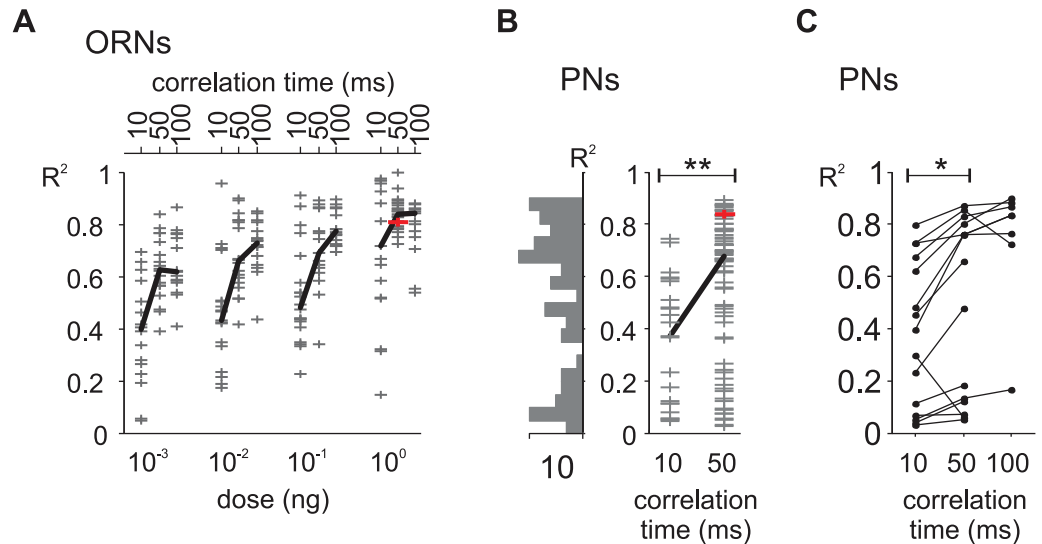 A
ORNs
correlation time (ms)
10 50 100 10 50 100 10 50 100 10 50 100
R²
1
0.8
0.6
0.4
0.2
0
10⁻³ 10⁻² 10⁻¹ 10⁰
dose (ng)
B
PNs
R²
**
1
0.8
0.6
0.4
0.2
0
10
10 50
correlation
time (ms)
C
PNs
R²
*
1
0.8
0.6
0.4
0.2
0
10 50 100
correlation
time (ms)